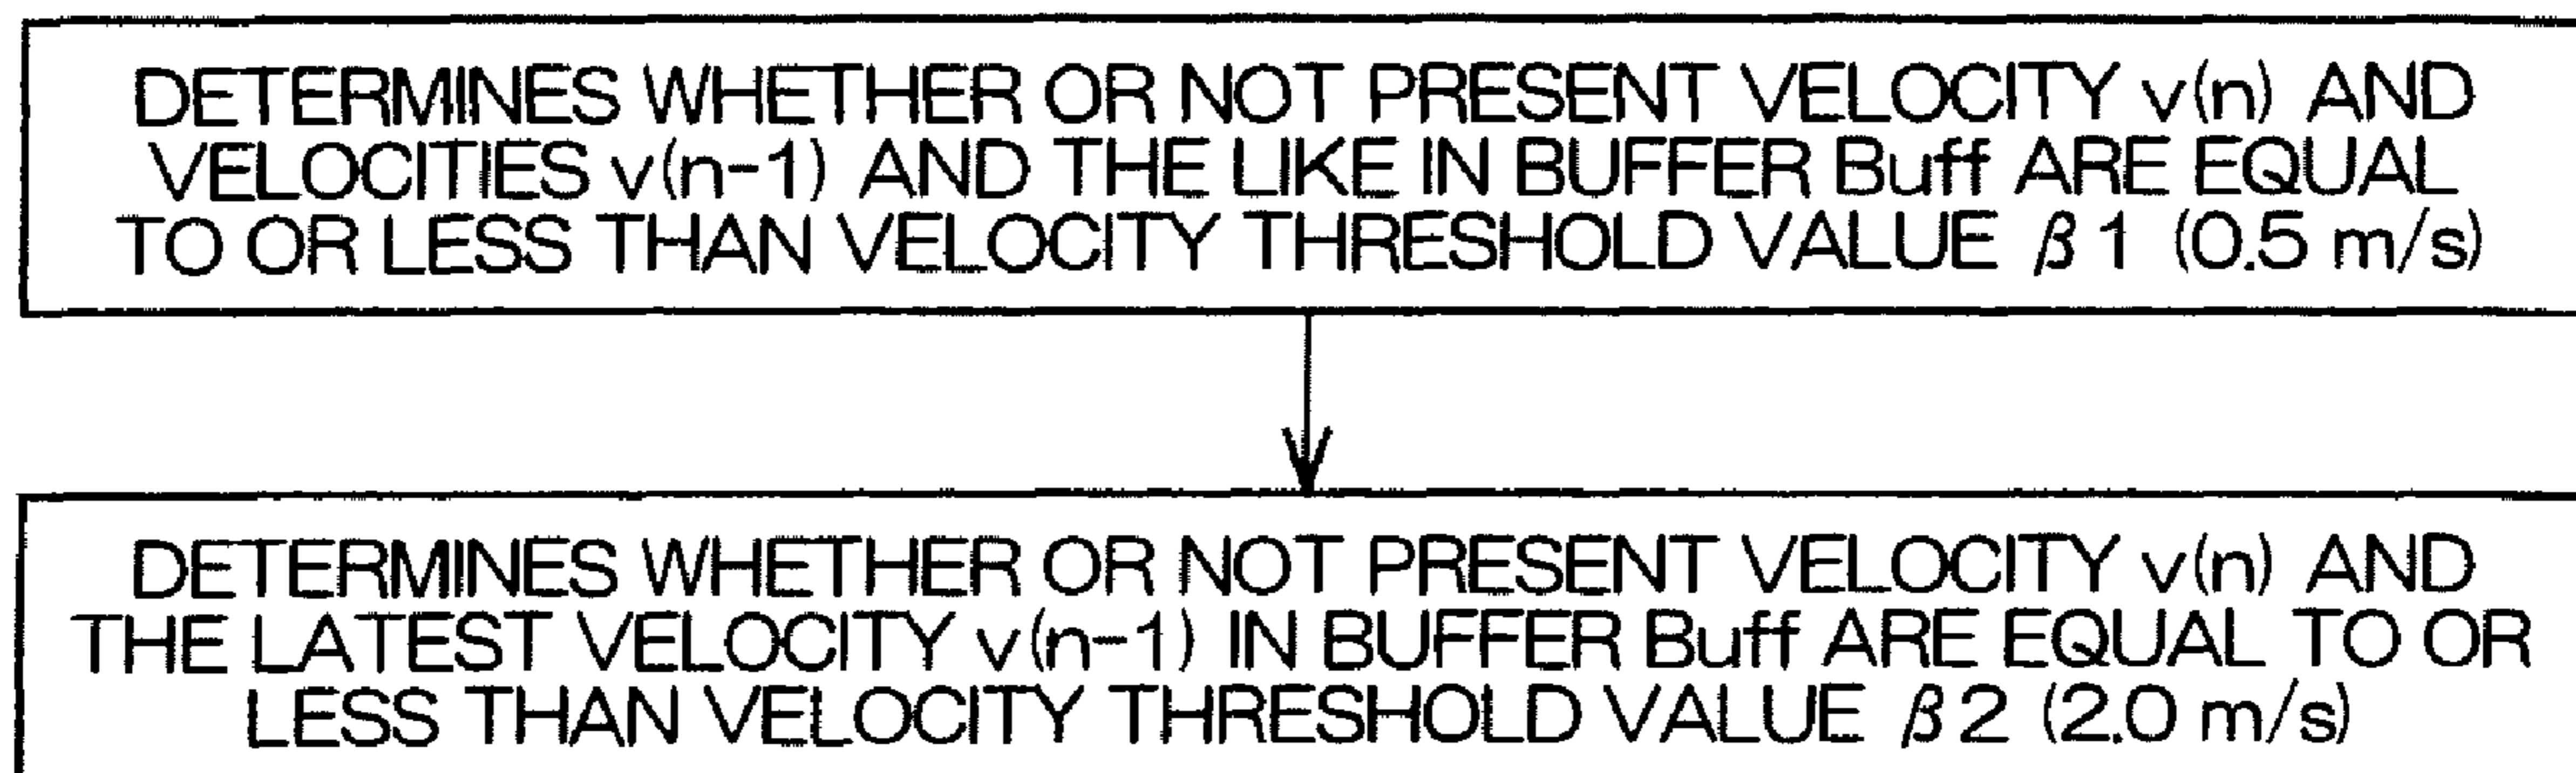 DETERMINES WHETHER OR NOT PRESENT VELOCITY v(n) AND
VELOCITIES v(n-1) AND THE LIKE IN BUFFER Buff ARE EQUAL
TO OR LESS THAN VELOCITY THRESHOLD VALUE β1 (0.5 m/s)
DETERMINES WHETHER OR NOT PRESENT VELOCITY v(n) AND
THE LATEST VELOCITY v(n-1) IN BUFFER Buff ARE EQUAL TO OR
LESS THAN VELOCITY THRESHOLD VALUE β2 (2.0 m/s)